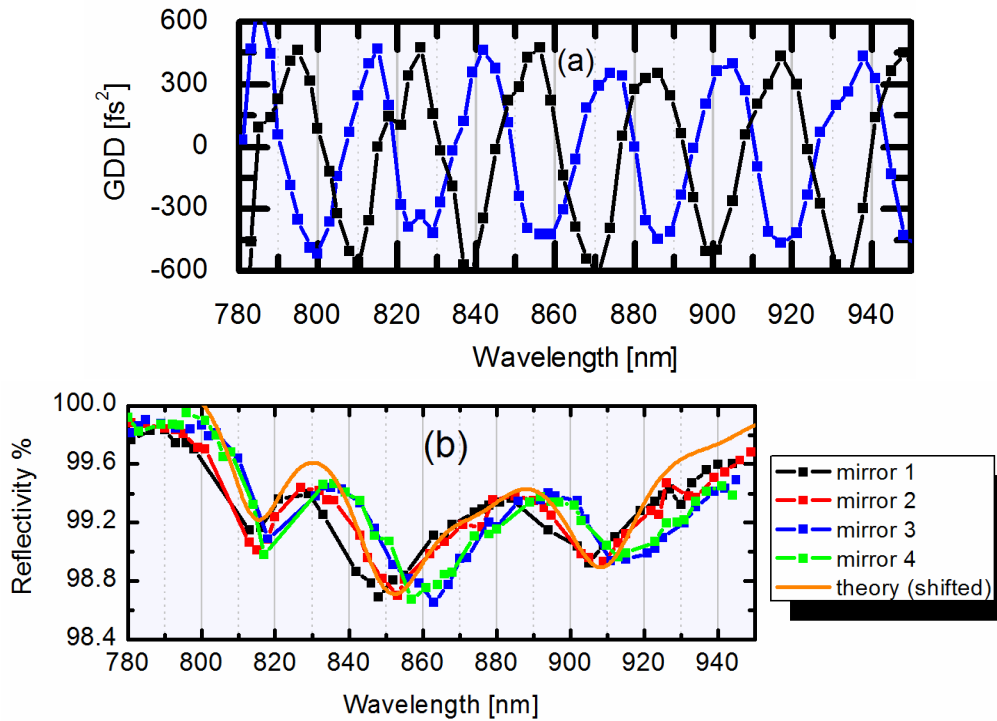 600
300
0
-300
-600
GDD [fs²]
(a)
780 800 820 840 860 880 900 920 940
Wavelength [nm]
100.0
99.6
99.2
98.8
98.4
Reflectivity %
(b)
780 800 820 840 860 880 900 920 940
Wavelength [nm]
mirror 1
mirror 2
mirror 3
mirror 4
theory (shifted)